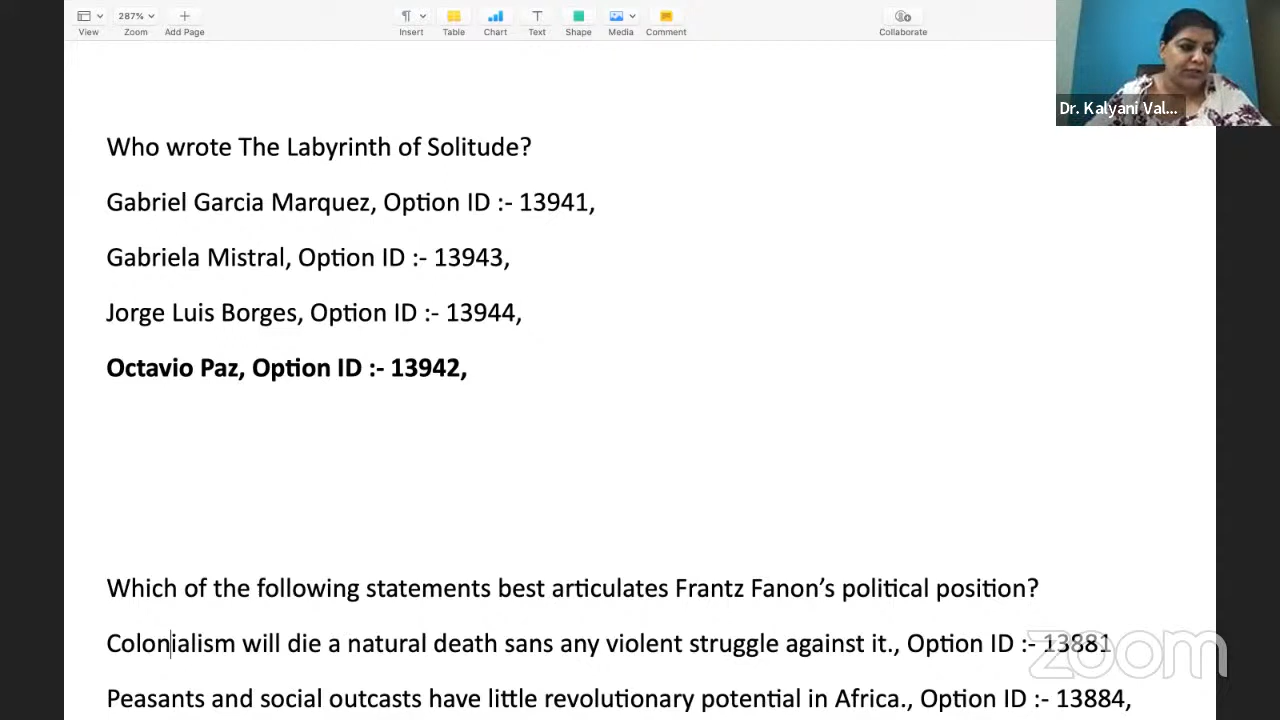 View
287%
Zoom
Add Page
Insert
Table
Chart
Text
Shape
Media
Comment
Collaborate
Dr. Kalyani Val...
Who wrote The Labyrinth of Solitude?
Gabriel Garcia Marquez, Option ID :- 13941,
Gabriela Mistral, Option ID :- 13943,
Jorge Luis Borges, Option ID :- 13944,
Octavio Paz, Option ID :- 13942,
Which of the following statements best articulates Frantz Fanon’s political position?
Colonialism will die a natural death sans any violent struggle against it., Option ID :- 13881
zoom
Peasants and social outcasts have little revolutionary potential in Africa., Option ID :- 13884,